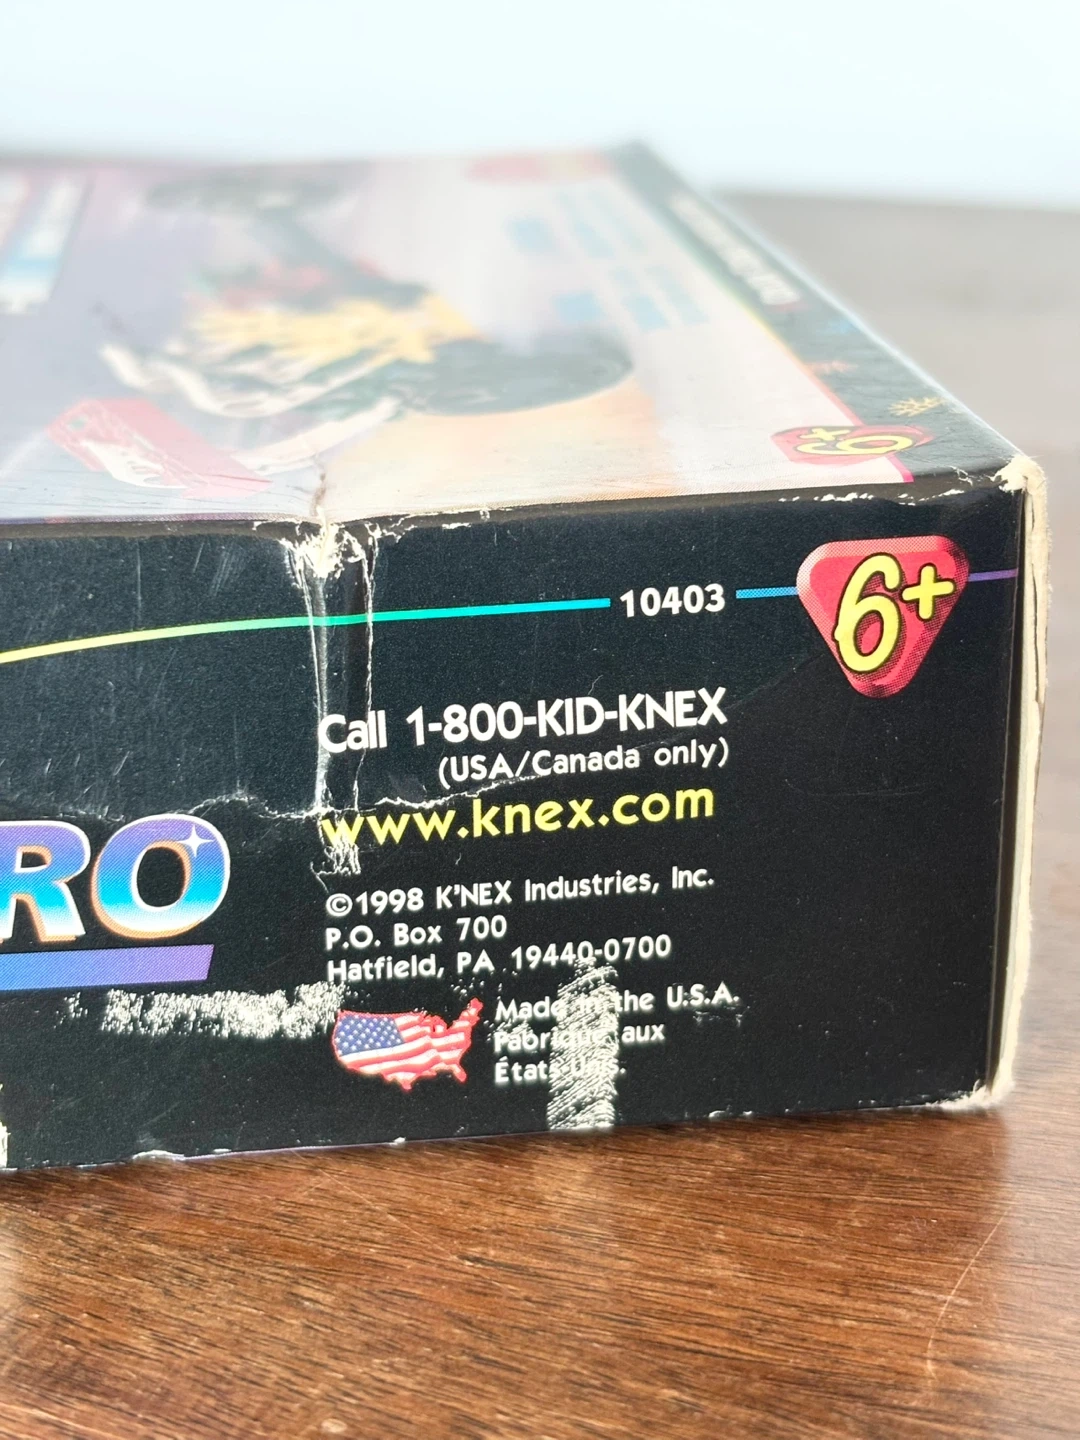 6+
10403
6+
Call 1-800-KID-KNEX
(USA/Canada only)
www.knex.com
RO
©1998 K'NEX Industries, Inc.
P.O. Box 700
Hatfield, PA 19440-0700
Made in the U.S.A.
Fabriqué aux
États-Unis.